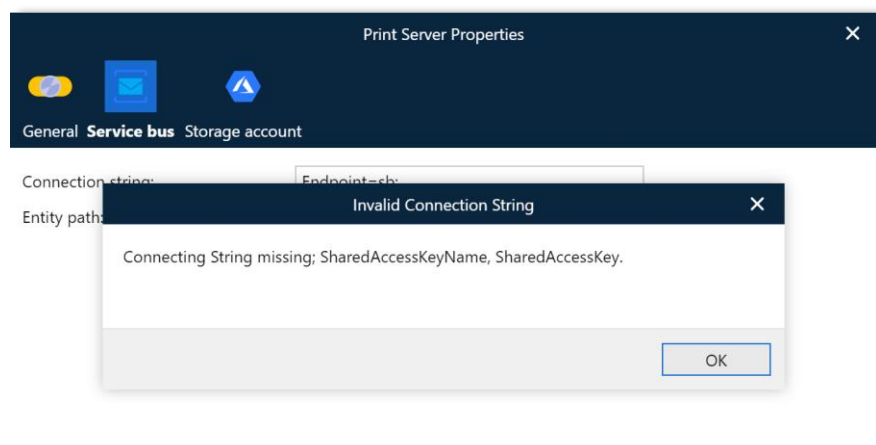 Print Server Properties
General Service bus Storage account
Connection string: Endpoint=sb:
Entity path:
Invalid Connection String
Connecting String missing; SharedAccessKeyName, SharedAccessKey.
OK